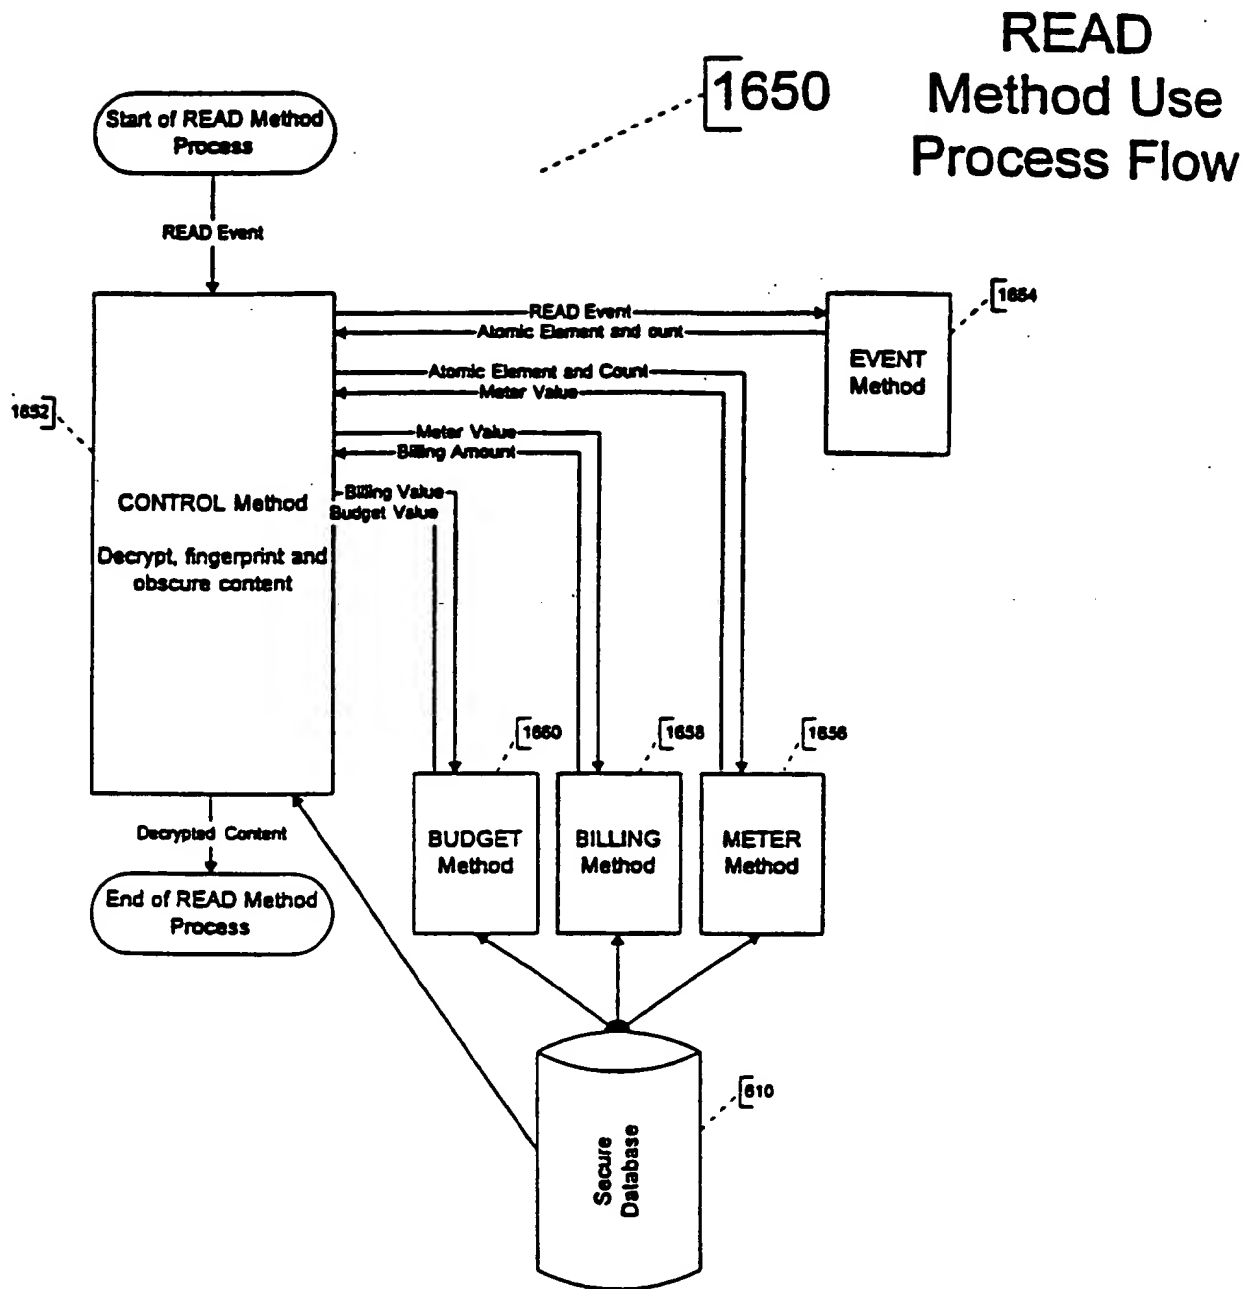 READ
Method Use
Process Flow
1650
Start of READ Method
Process
READ Event
READ Event
Atomic Element and ount
1654
EVENT
Method
Atomic Element and Count
Meter Value
1652
Meter Value
Billing Amount
Billing Value
Budget Value
CONTROL Method
Decrypt, fingerprint and
obscure content
1660
1658
1656
BUDGET
Method
BILLING
Method
METER
Method
Decrypted Content
End of READ Method
Process
610
Secure
Database